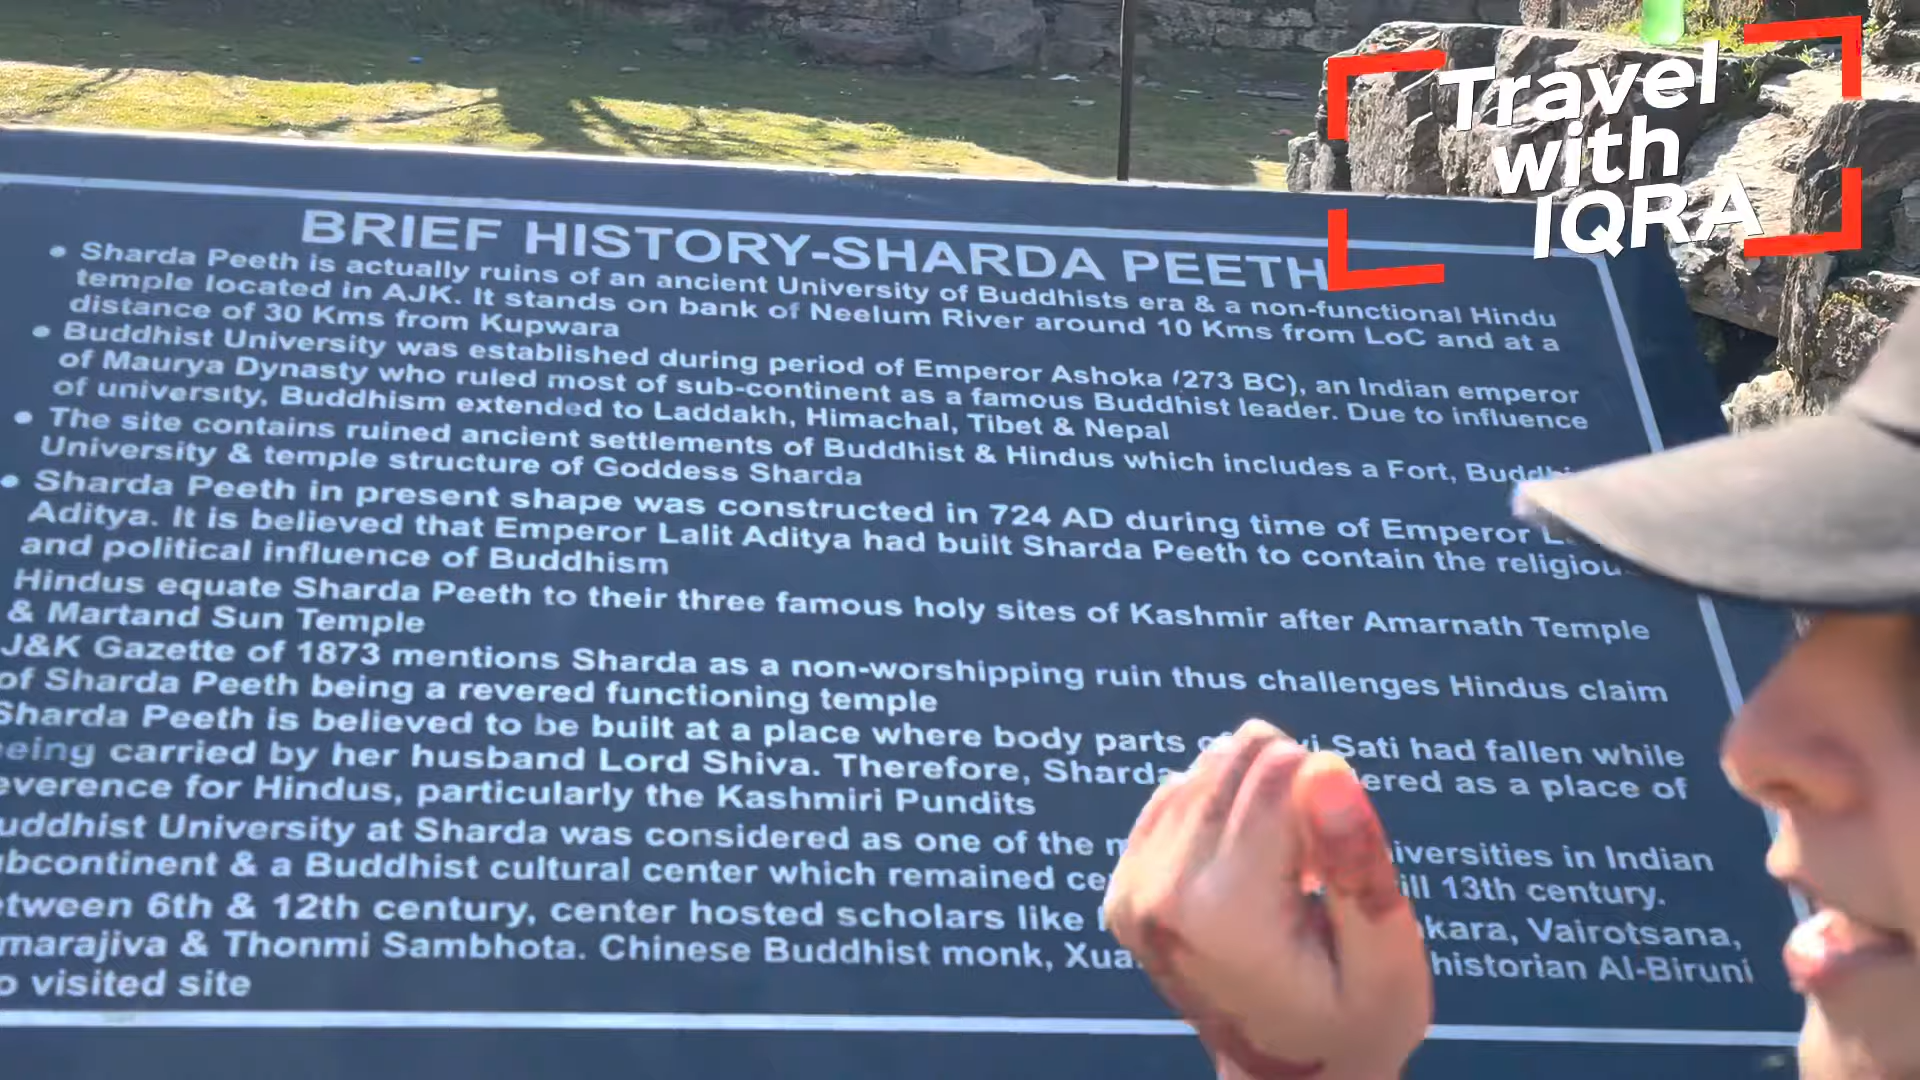 Travel
with
IQRA
BRIEF HISTORY-SHARDA PEETH
• Sharda Peeth is actually ruins of an ancient University of Buddhists era & a non-functional Hindu
temple located in AJK. It stands on bank of Neelum River around 10 Kms from LoC and at a
distance of 30 Kms from Kupwara
• Buddhist University was established during period of Emperor Ashoka (273 BC), an Indian emperor
of Maurya Dynasty who ruled most of sub-continent as a famous Buddhist leader. Due to influence
of university, Buddhism extended to Laddakh, Himachal, Tibet & Nepal
• The site contains ruined ancient settlements of Buddhist & Hindus which includes a Fort,
University & temple structure of Goddess Sharda
• Sharda Peeth in present shape was constructed in 724 AD during time of Emperor
Aditya. It is believed that Emperor Lalit Aditya had built Sharda Peeth to contain the
and political influence of Buddhism
Hindus equate Sharda Peeth to their three famous holy sites of Kashmir after Amarnath Temple
& Martand Sun Temple
J&K Gazette of 1873 mentions Sharda as a non-worshipping ruin thus challenges Hindus claim
of Sharda Peeth being a revered functioning temple
Sharda Peeth is believed to be built at a place where body parts Sati had fallen while
carried by her husband Lord Shiva. Therefore, as a place of
for Hindus, particularly the Kashmiri Pundits
University at Sharda was considered as one of the in Indian
& a Buddhist cultural center which remained 13th century.
6th & 12th century, center hosted scholars like Vairotsana,
& Thonmi Sambhota. Chinese Buddhist monk, historian Al-Biruni
visited site